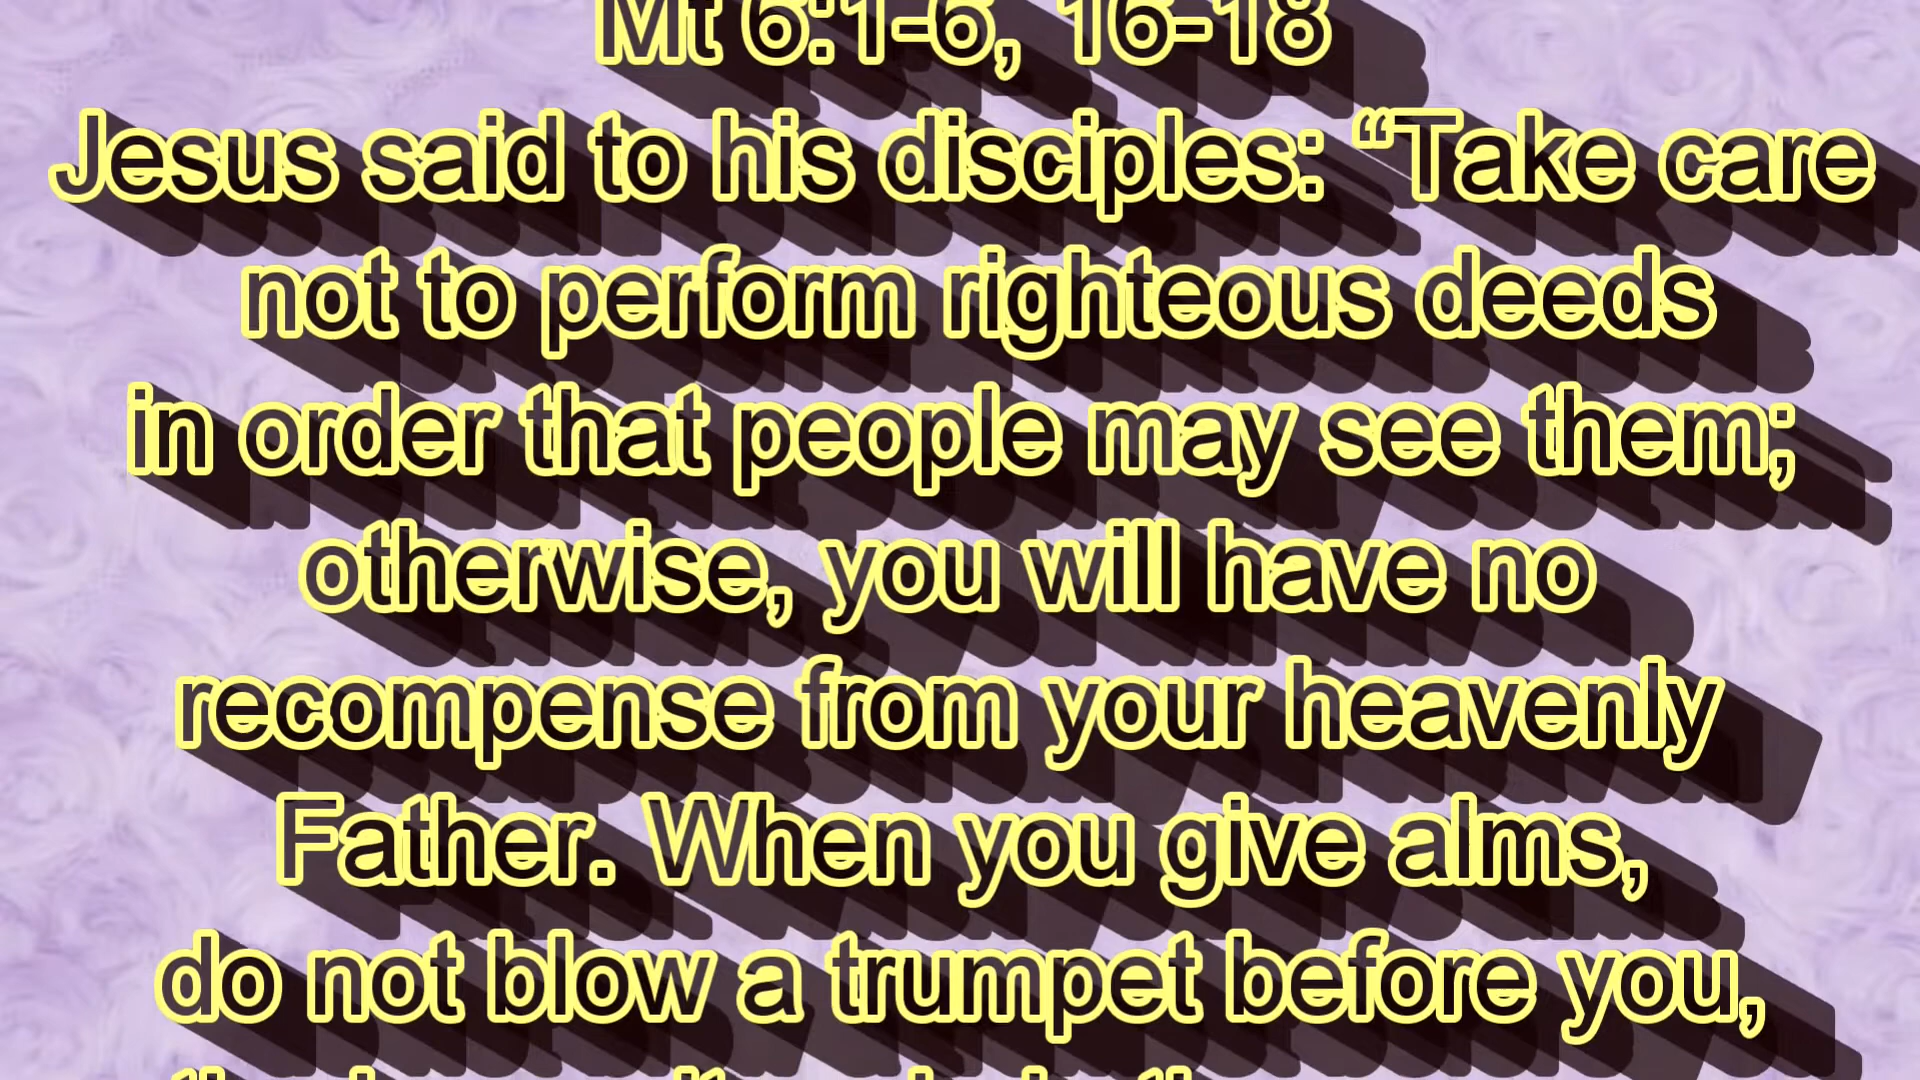 Mt 6:1-6, 16-18
Jesus said to his disciples: “Take care
not to perform righteous deeds
in order that people may see them;
otherwise, you will have no
recompense from your heavenly
Father. When you give alms,
do not blow a trumpet before you,